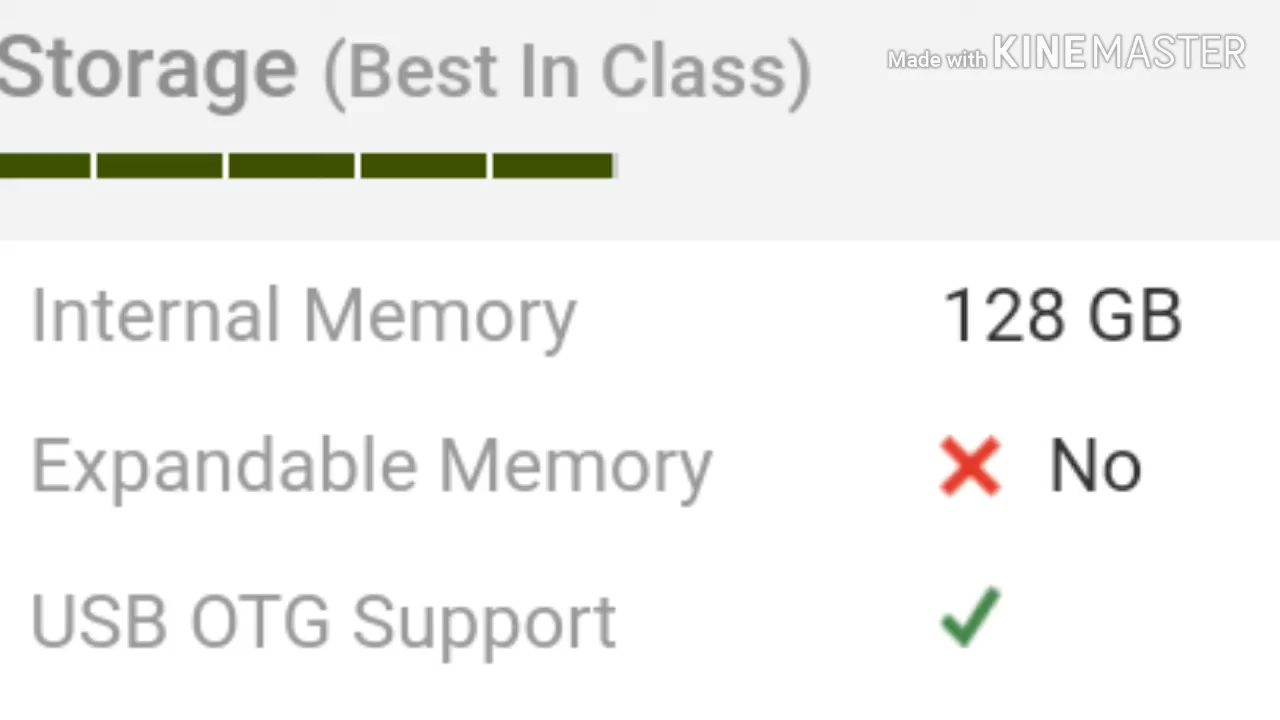 Storage (Best In Class)
Made with KINEMASTER
Internal Memory 128 GB
Expandable Memory No
USB OTG Support